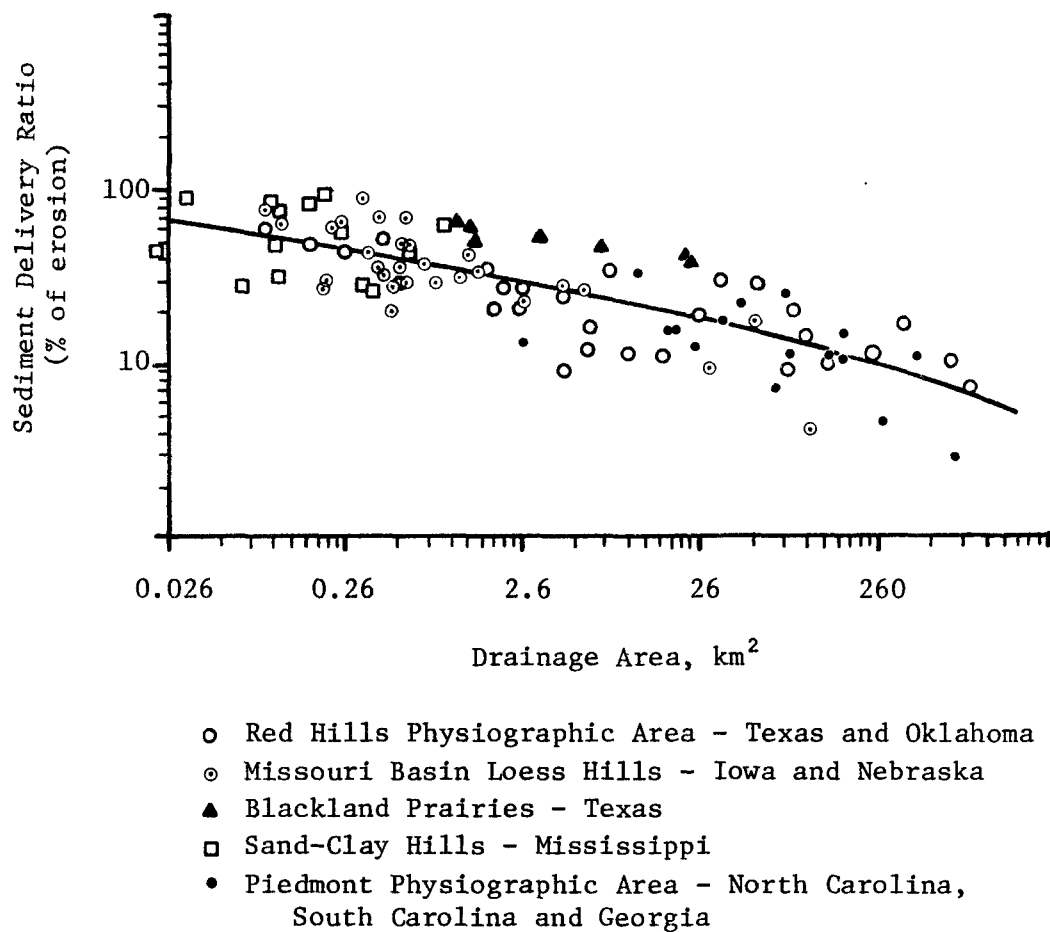 Sediment Delivery Ratio
(% of erosion)
100
10
0.026 0.26 2.6 26 260
Drainage Area, km²
Red Hills Physiographic Area - Texas and Oklahoma
Missouri Basin Loess Hills - Iowa and Nebraska
Blackland Prairies - Texas
Sand-Clay Hills - Mississippi
Piedmont Physiographic Area - North Carolina,
South Carolina and Georgia